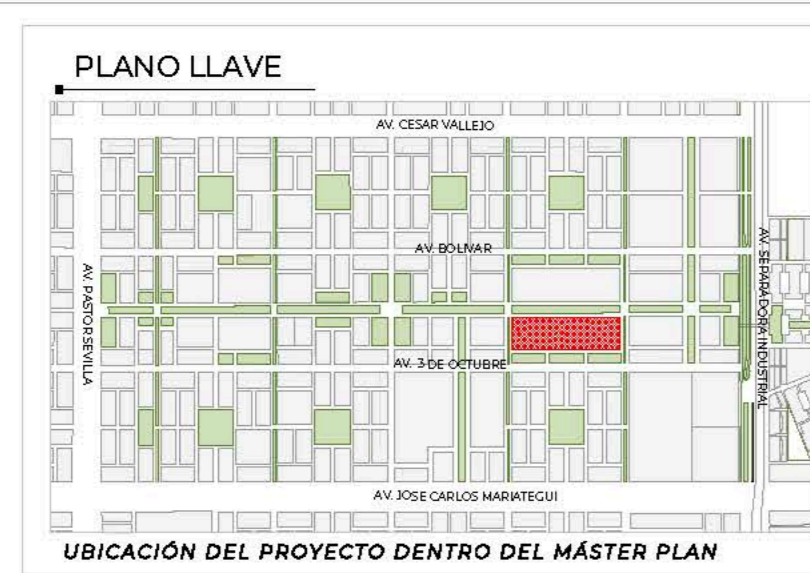 PLANO LLAVE
AV. CESAR VALLEJO
AV. BOLIVAR
AV. PASTOR SEVILLA
AV. SEPARADORA INDUSTRIAL
AV. 3 DE OCTUBRE
AV. JOSE CARLOS MARIATEGUI
UBICACIÓN DEL PROYECTO DENTRO DEL MÁSTER PLAN